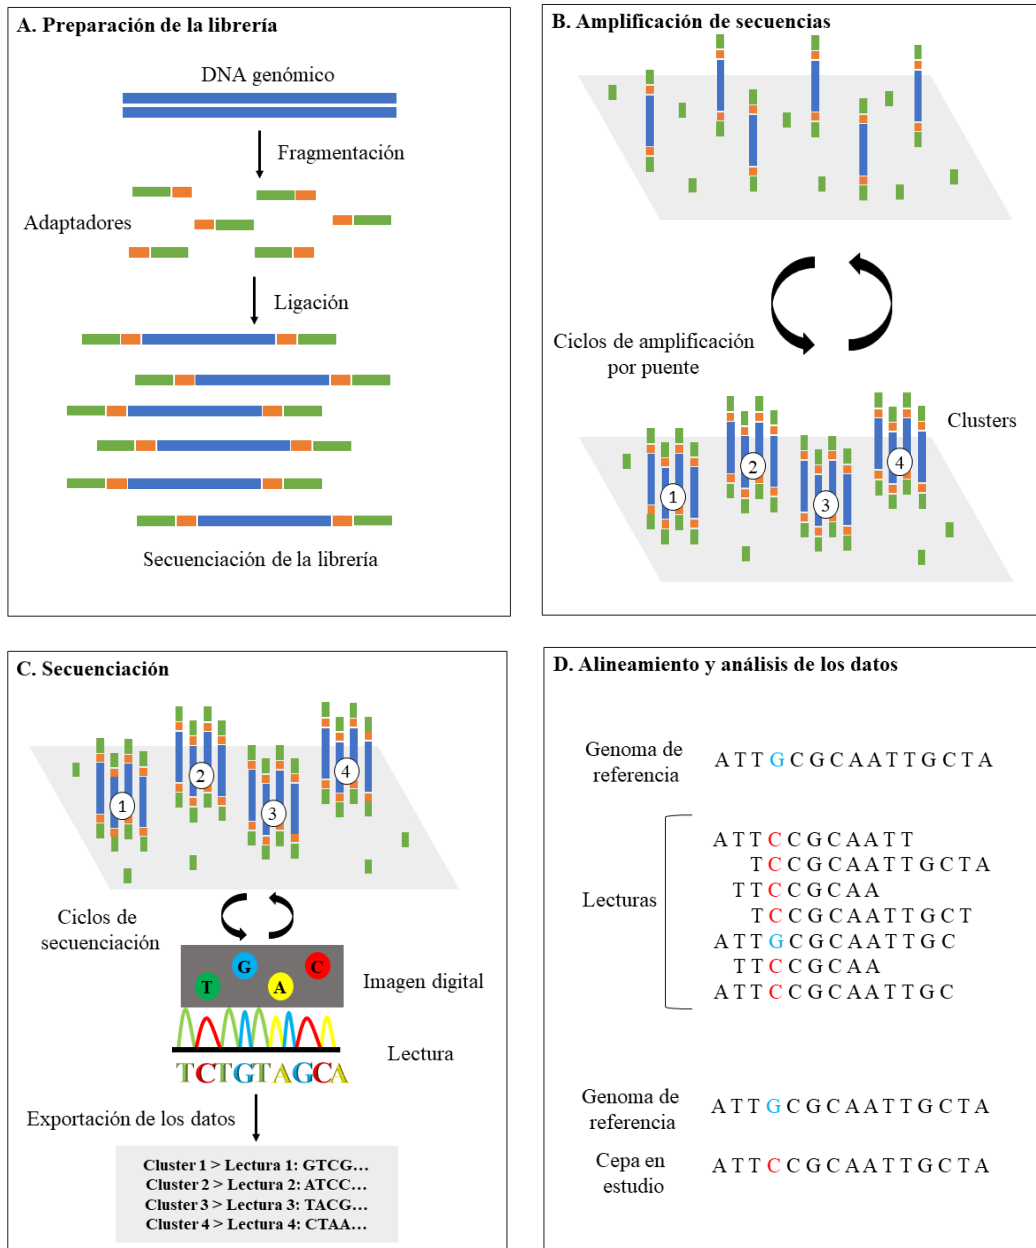 A. Preparación de la librería
DNA genómico
Fragmentación
Adaptadores
Ligación
Secuenciación de la librería
B. Amplificación de secuencias
Ciclos de amplificación
por puente
Clusters
1
2
3
4
C. Secuenciación
1
2
3
4
Ciclos de
secuenciación
T G A C
Imagen digital
Lectura
TCTGTAGCA
Exportación de los datos
Cluster 1 > Lectura 1: GTCG…
Cluster 2 > Lectura 2: ATCC…
Cluster 3 > Lectura 3: TACG…
Cluster 4 > Lectura 4: CTAA…
D. Alineamiento y análisis de los datos
Genoma de
referencia
A T T G C G C A A T T G C T A
Lecturas
A T T C C G C A A T T
T C C G C A A T T G C T A
T T C C G C A A
T C C G C A A T T G C T
A T T G C G C A A T T G C
T T C C G C A A
A T T C C G C A A T T G C
Genoma de
referencia
A T T G C G C A A T T G C T A
Cepa en
estudio
A T T C C G C A A T T G C T A